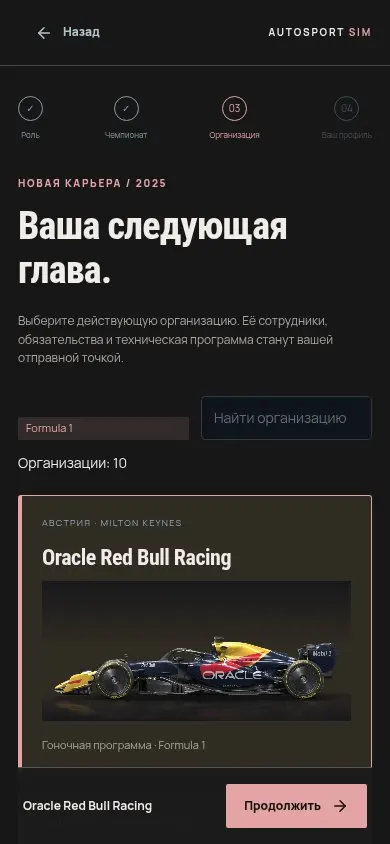 Назад
AUTOSPORT SIM
✓ ✓ 03 04
Роль Чемпионат Организация Ваш профиль
НОВАЯ КАРЬЕРА / 2025
Ваша следующая
глава.
Выберите действующую организацию. Её сотрудники,
обязательства и техническая программа станут вашей
отправной точкой.
Formula 1
Найти организацию
Организации: 10
АВСТРИЯ · MILTON KEYNES
Oracle Red Bull Racing
Mobil 1
ORACLE
Гоночная программа · Formula 1
Oracle Red Bull Racing
Продолжить